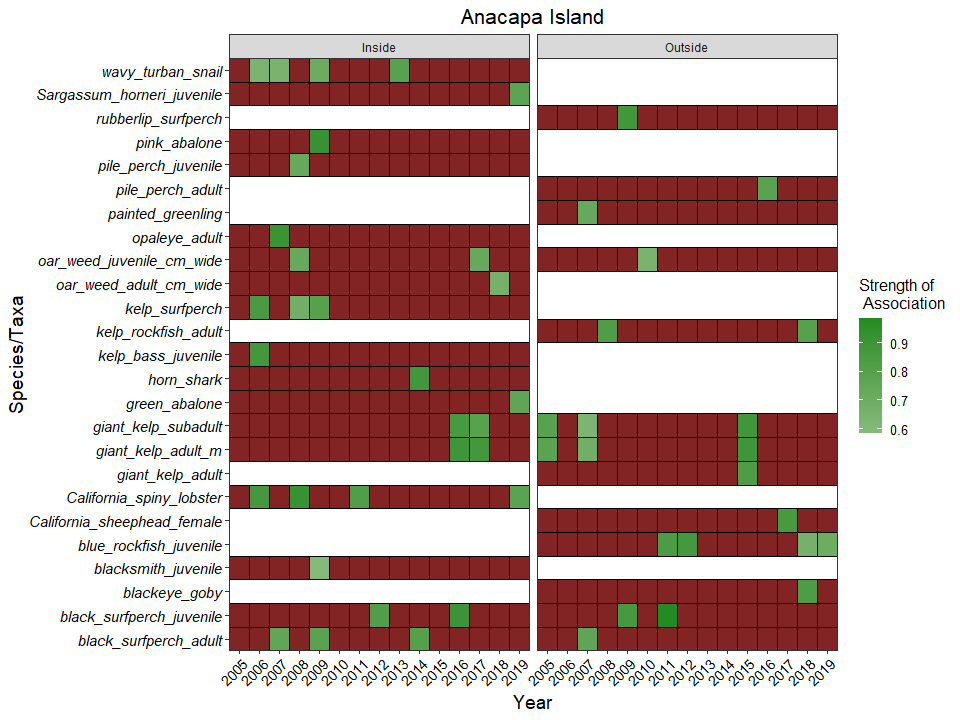 Anacapa Island
Inside
Outside
wavy_turban_snail
Sargassum_horneri_juvenile
rubberlip_surfperch
pink_abalone
pile_perch_juvenile
pile_perch_adult
painted_greenling
opaleye_adult
oar_weed_juvenile_cm_wide
oar_weed_adult_cm_wide
kelp_surfperch
kelp_rockfish_adult
kelp_bass_juvenile
horn_shark
green_abalone
giant_kelp_subadult
giant_kelp_adult_m
giant_kelp_adult
California_spiny_lobster
California_sheephead_female
blue_rockfish_juvenile
blacksmith_juvenile
blackeye_goby
black_surfperch_juvenile
black_surfperch_adult
Species/Taxa
2005 2006 2007 2008 2009 2010 2011 2012 2013 2014 2015 2016 2017 2018 2019
2005 2006 2007 2008 2009 2010 2011 2012 2013 2014 2015 2016 2017 2018 2019
Year
Strength of
Association
0.9
0.8
0.7
0.6